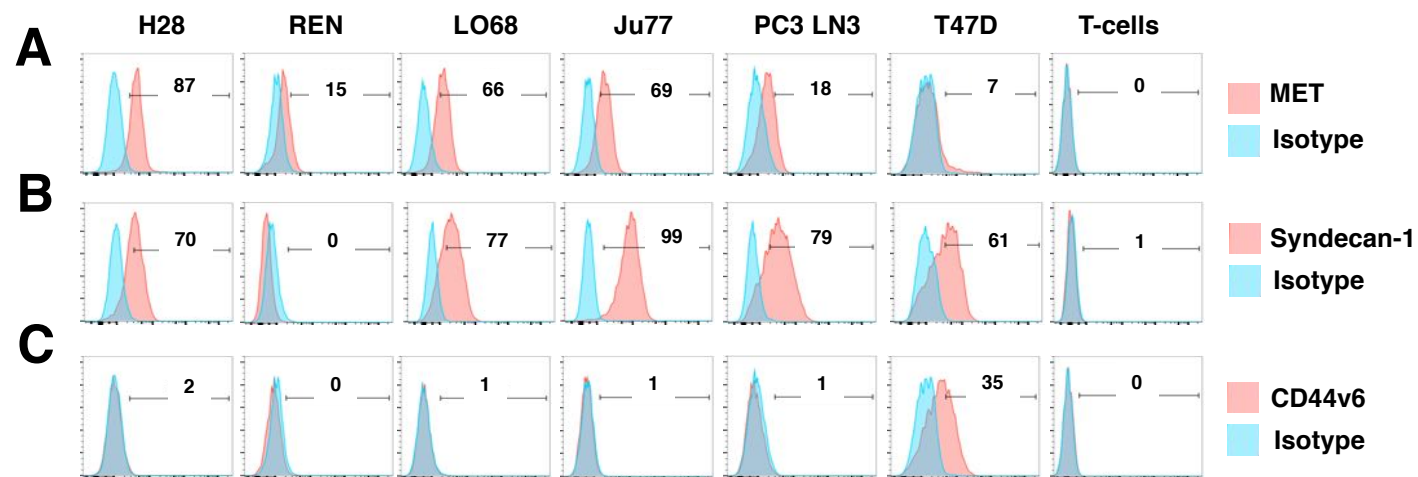 H28 REN LO68 Ju77 PC3 LN3 T47D T-cells
A
87 15 66 69 18 7 0
MET
Isotype
B
70 0 77 99 79 61 1
Syndecan-1
Isotype
C
2 0 1 1 1 35 0
CD44v6
Isotype